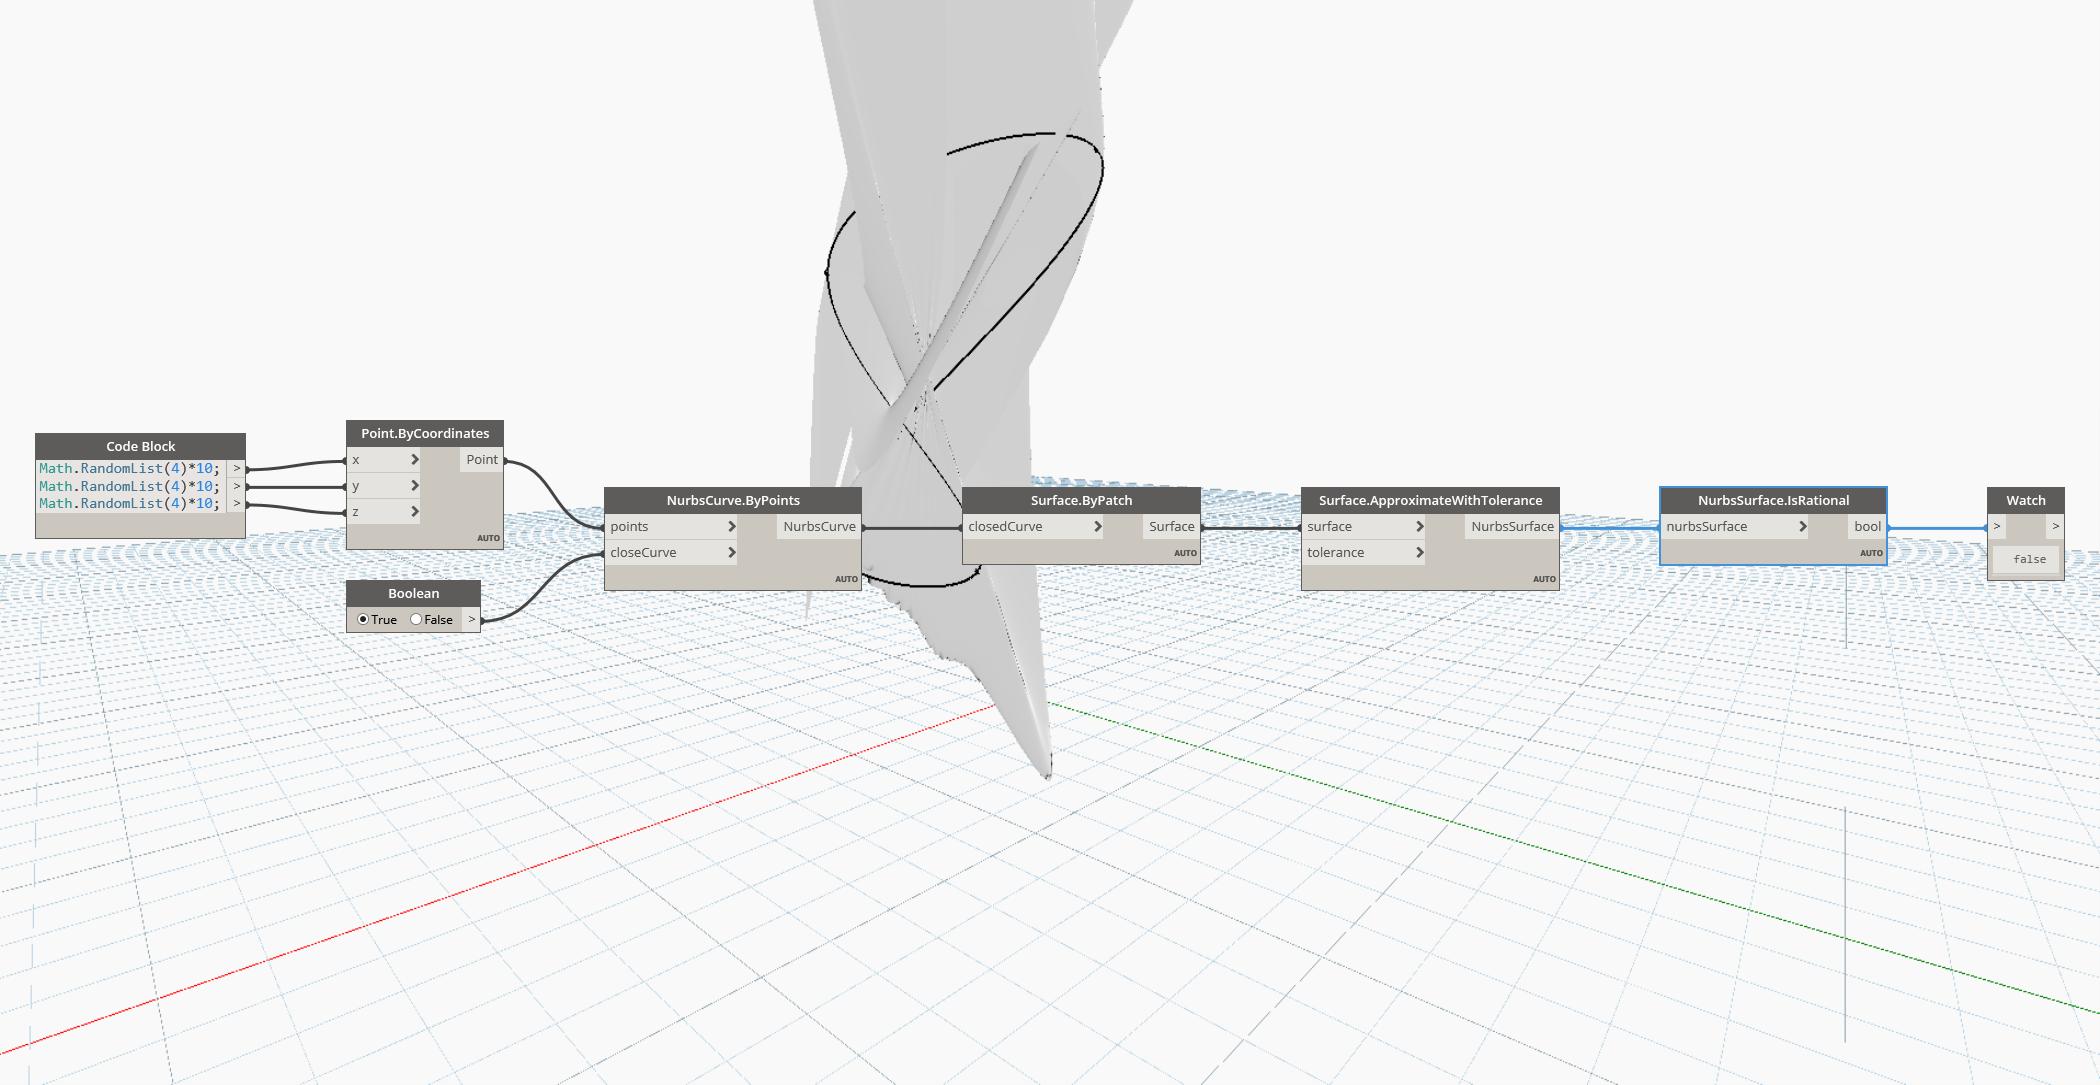 Code Block
Math.RandomList(4)*10; >
Math.RandomList(4)*10; >
Math.RandomList(4)*10; >
Point.ByCoordinates
x > Point
y >
z >
AUTO
Boolean
True False >
NurbsCurve.ByPoints
points > NurbsCurve
closeCurve >
AUTO
Surface.ByPatch
closedCurve > Surface
AUTO
Surface.ApproximateWithTolerance
surface > NurbsSurface
tolerance >
AUTO
NurbsSurface.IsRational
nurbsSurface > bool
AUTO
Watch
> >
false